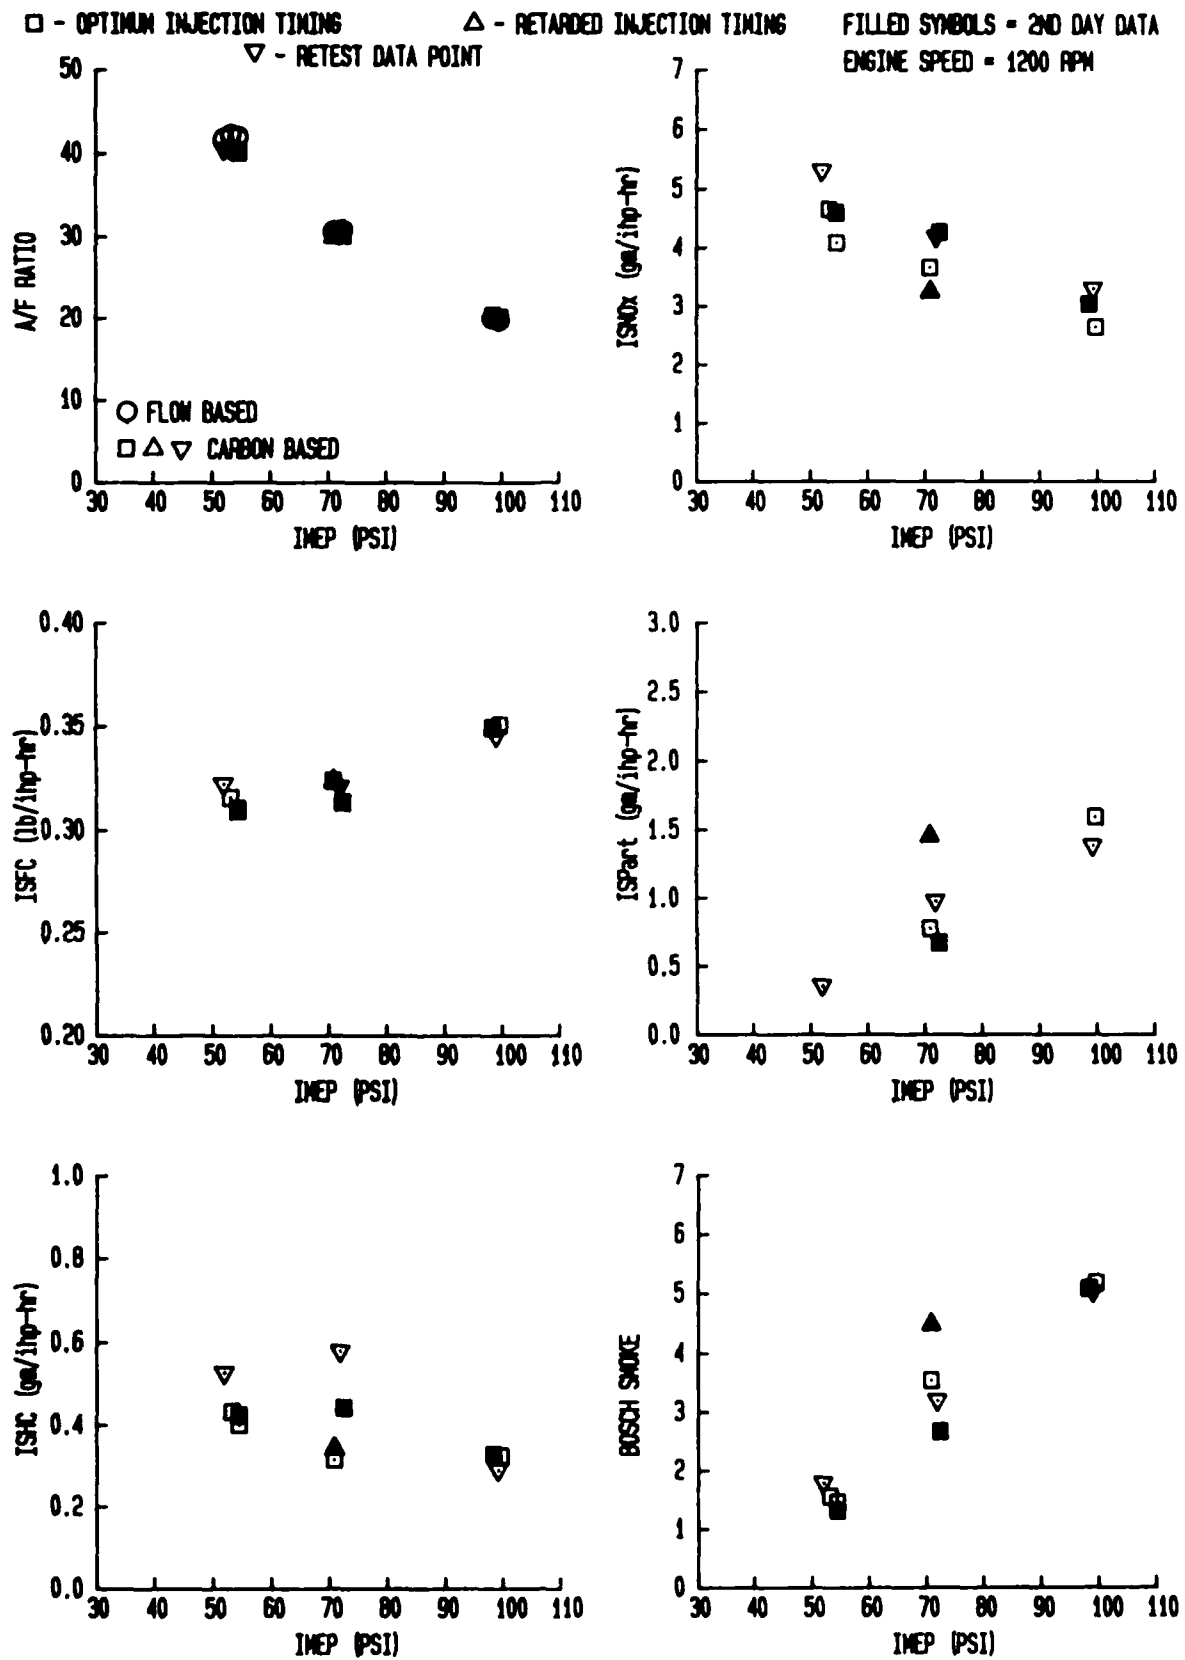 □ - OPTIMUM INJECTION TIMING △ - RETARDED INJECTION TIMING FILLED SYMBOLS = 2ND DAY DATA
▽ - RETEST DATA POINT ENGINE SPEED = 1200 RPM
50
40
30
20
10
0
A/F RATIO
○ FLOW BASED
□ △ ▽ CARBON BASED
30 40 50 60 70 80 90 100 110
IMEP (PSI)
7
6
5
4
3
2
1
0
ISNOx (gm/ihp-hr)
30 40 50 60 70 80 90 100 110
IMEP (PSI)
0.40
0.35
0.30
0.25
0.20
ISFC (lb/ihp-hr)
30 40 50 60 70 80 90 100 110
IMEP (PSI)
3.0
2.5
2.0
1.5
1.0
0.5
0.0
ISPart (gm/ihp-hr)
30 40 50 60 70 80 90 100 110
IMEP (PSI)
1.0
0.8
0.6
0.4
0.2
0.0
ISHC (gm/ihp-hr)
30 40 50 60 70 80 90 100 110
IMEP (PSI)
7
6
5
4
3
2
1
0
BOSCH SMOKE
30 40 50 60 70 80 90 100 110
IMEP (PSI)